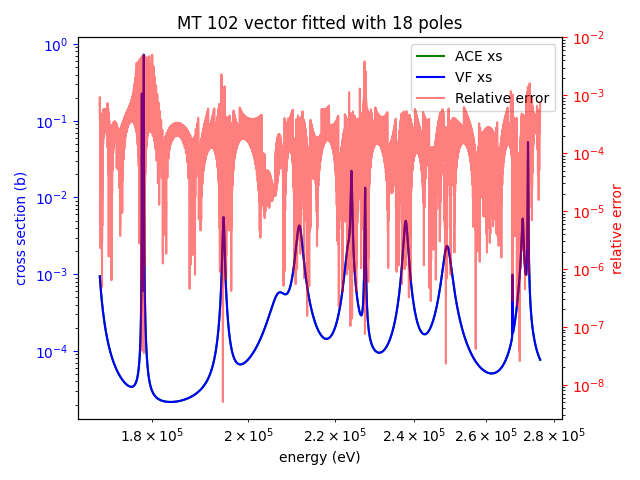 MT 102 vector fitted with 18 poles
10⁰
10⁻¹
10⁻²
10⁻³
10⁻⁴
cross section (b)
ACE xs
VF xs
Relative error
10⁻²
10⁻³
10⁻⁴
10⁻⁵
10⁻⁶
10⁻⁷
10⁻⁸
relative error
1.8 × 10⁵ 2 × 10⁵ 2.2 × 10⁵ 2.4 × 10⁵ 2.6 × 10⁵ 2.8 × 10⁵
energy (eV)